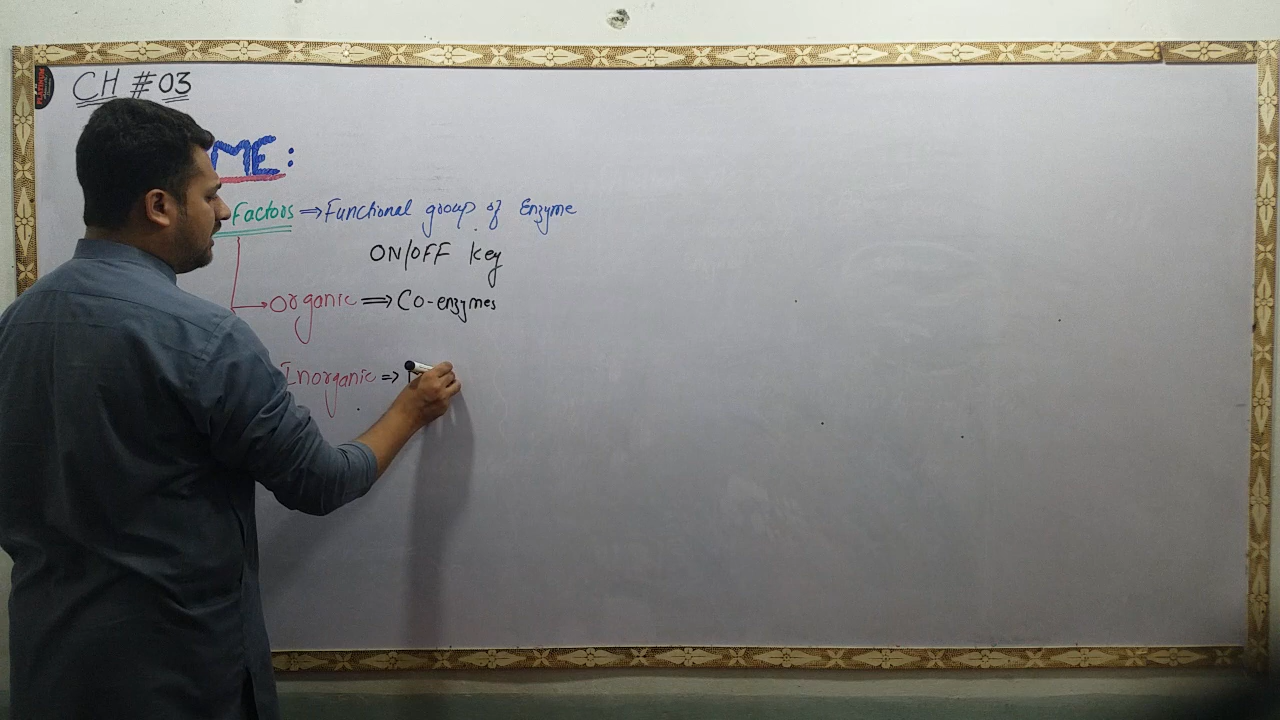 CH # 03
ME:
Factors ⇒ Functional group of Enzyme
ON/OFF key
Organic ⇒ Co-enzymes
Inorganic ⇒